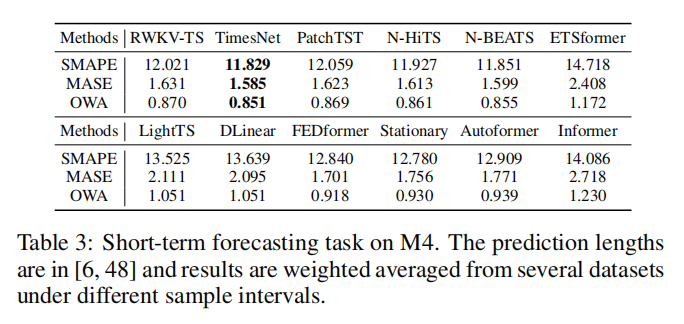 Methods RWKV-TS TimesNet PatchTST N-HiTS N-BEATS ETSformer
SMAPE 12.021 11.829 12.059 11.927 11.851 14.718
MASE 1.631 1.585 1.623 1.613 1.599 2.408
OWA 0.870 0.851 0.869 0.861 0.855 1.172
Methods LightTS DLinear FEDformer Stationary Autoformer Informer
SMAPE 13.525 13.639 12.840 12.780 12.909 14.086
MASE 2.111 2.095 1.701 1.756 1.771 2.718
OWA 1.051 1.051 0.918 0.930 0.939 1.230
Table 3: Short-term forecasting task on M4. The prediction lengths
are in [6, 48] and results are weighted averaged from several datasets
under different sample intervals.